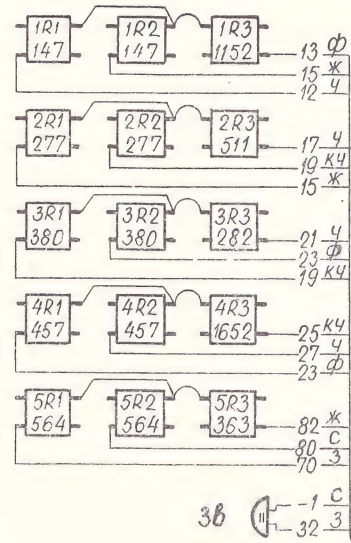 1R1 1R2 1R3
147 147 1152
13 Ф
15 Ж
12 Ч
2R1 2R2 2R3
277 277 511
17 Ч
19 КЧ
15 Ж
3R1 3R2 3R3
380 380 282
21 Ч
23 Ф
19 КЧ
4R1 4R2 4R3
457 457 1652
25 КЧ
27 Ч
23 Ф
5R1 5R2 5R3
564 564 363
82 Ж
80 С
70 З
Зв -1 С
32 З